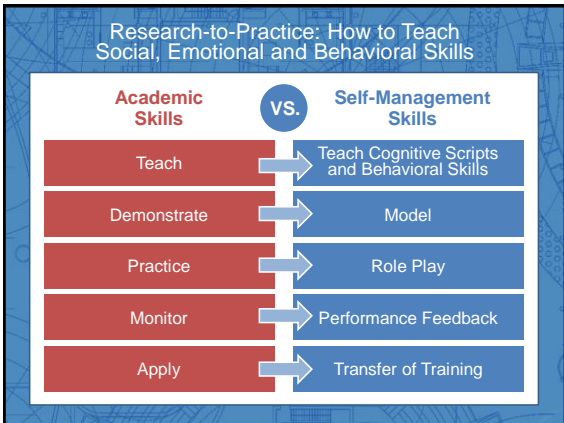 Research-to-Practice: How to Teach
Social, Emotional and Behavioral Skills
Academic
Skills
VS.
Self-Management
Skills
Teach
Teach Cognitive Scripts
and Behavioral Skills
Demonstrate
Model
Practice
Role Play
Monitor
Performance Feedback
Apply
Transfer of Training